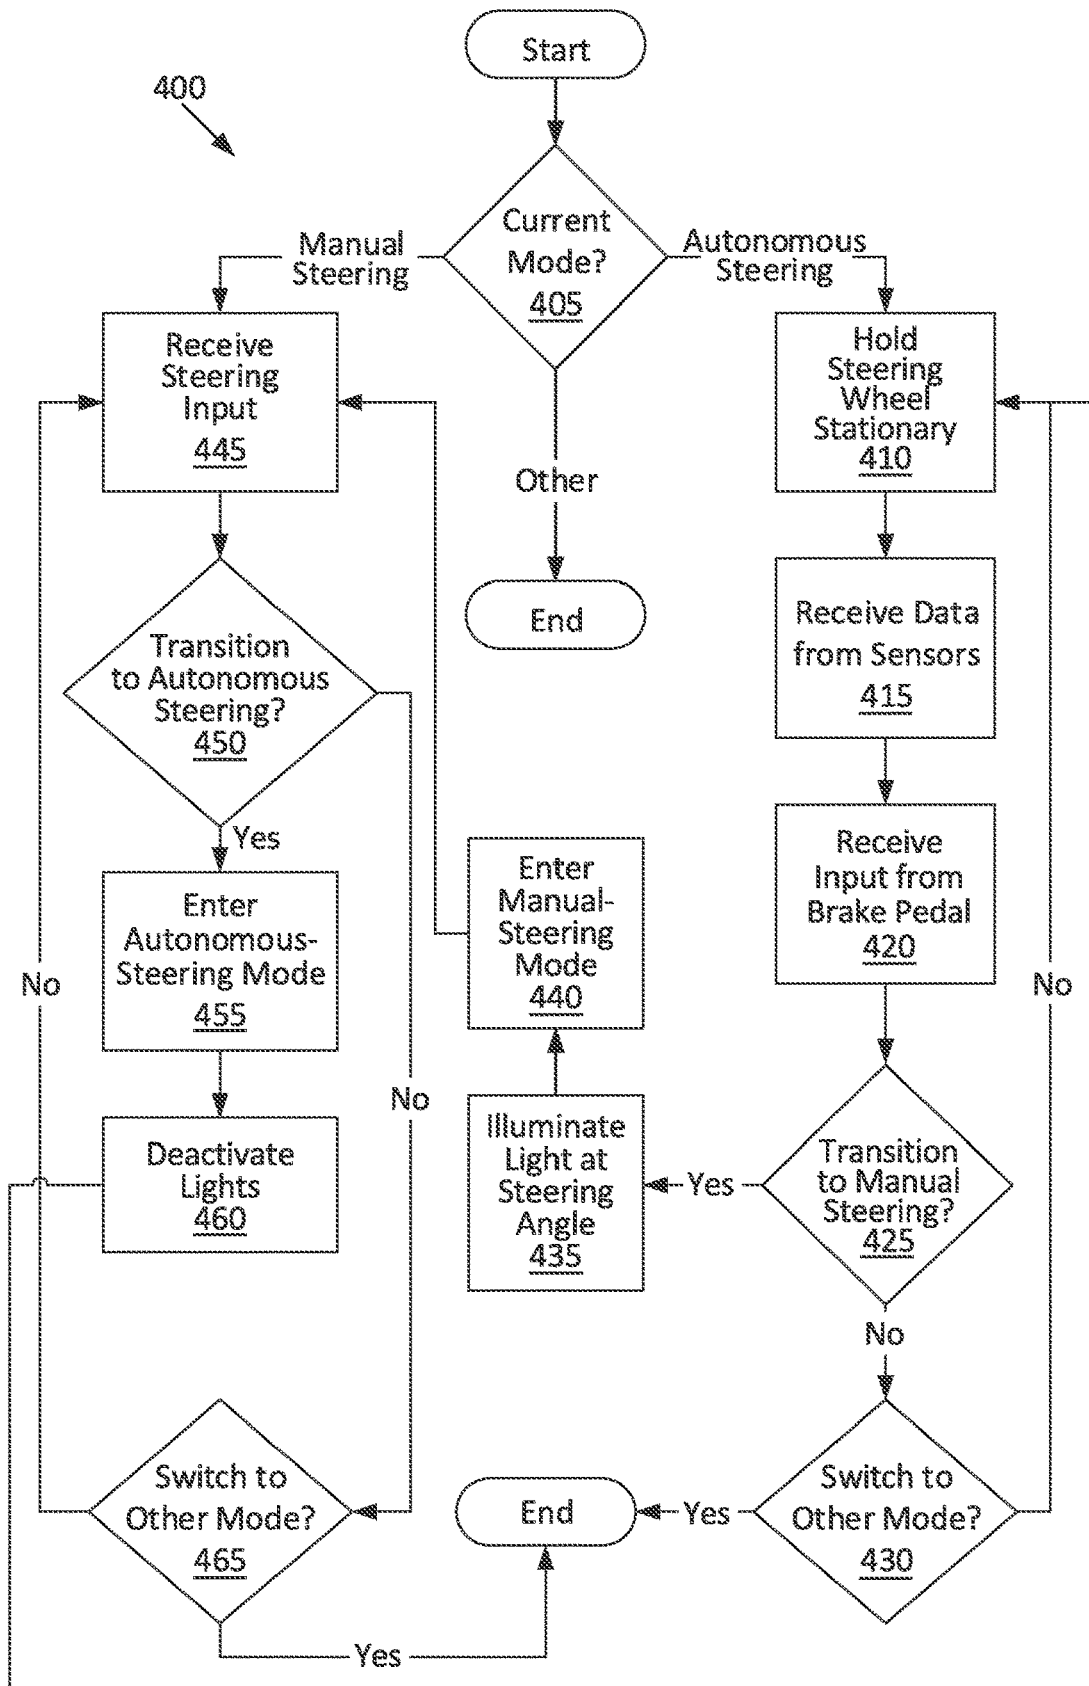 Start
400
Current
Mode?
405
Manual
Steering
Autonomous
Steering
Other
End
Receive
Steering
Input
445
Hold
Steering
Wheel
Stationary
410
Transition
to Autonomous
Steering?
450
Yes
No
Receive Data
from Sensors
415
Enter
Autonomous-
Steering Mode
455
Enter
Manual-
Steering
Mode
440
Receive
Input from
Brake Pedal
420
No
No
Deactivate
Lights
460
Illuminate
Light at
Steering
Angle
435
Yes
Transition
to Manual
Steering?
425
No
Switch to
Other Mode?
465
Yes
End
Yes
Switch to
Other Mode?
430